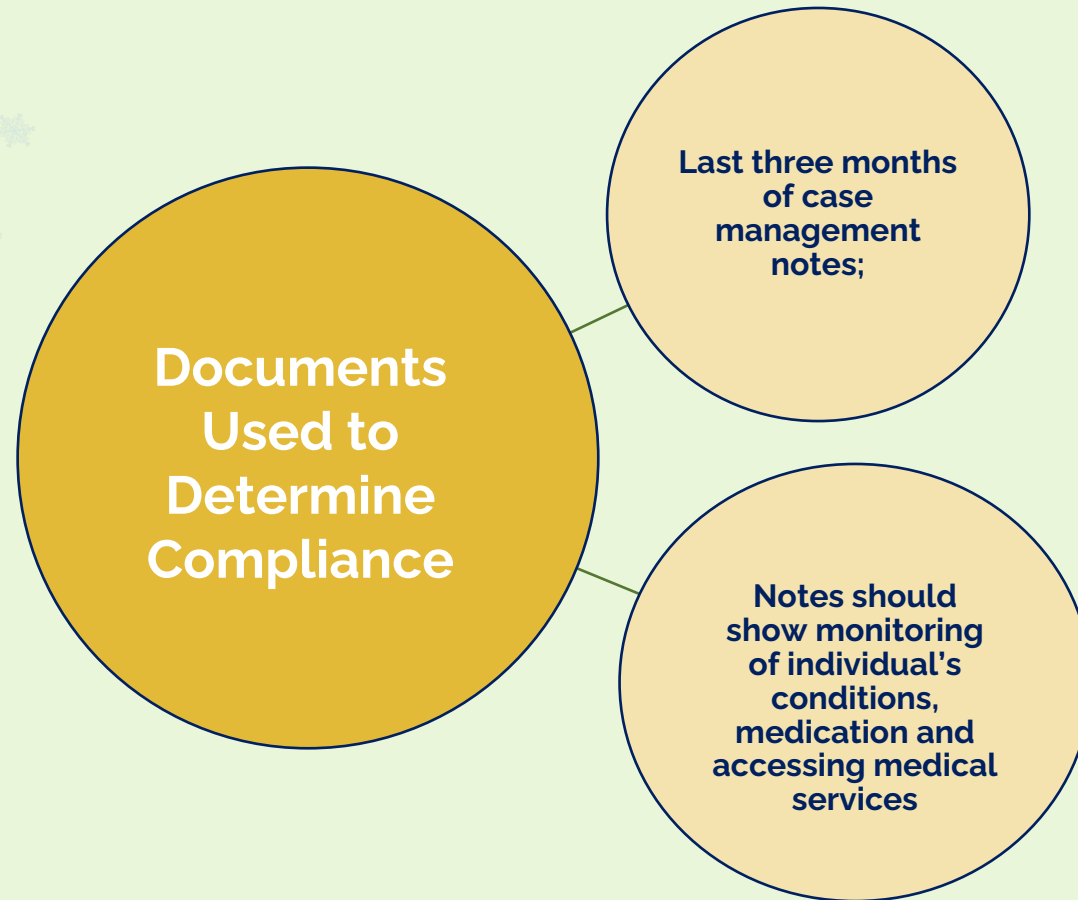 Documents
Used to
Determine
Compliance
Last three months
of case
management
notes;
Notes should
show monitoring
of individual’s
conditions,
medication and
accessing medical
services